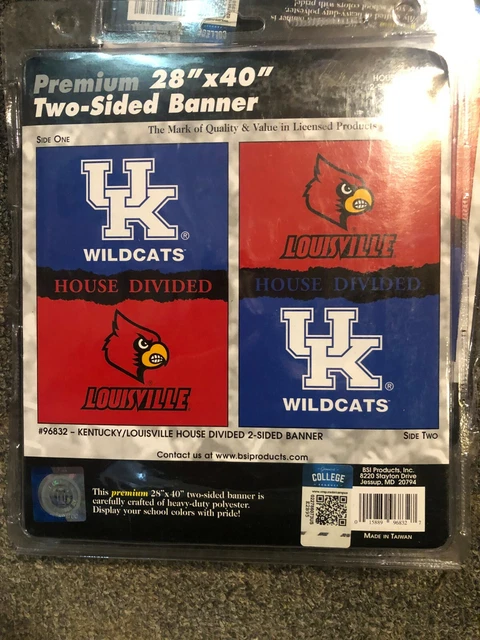 Premium 28"x40"
Two-Sided Banner
The Mark of Quality & Value in Licensed Products
SIDE ONE
UK
®
WILDCATS
HOUSE DIVIDED
LOUISVILLE
LOUISVILLE
HOUSE DIVIDED
UK
®
WILDCATS
#96832 – KENTUCKY/LOUISVILLE HOUSE DIVIDED 2-SIDED BANNER
SIDE TWO
Contact us at www.bsiproducts.com
This premium 28"x40" two-sided banner is
carefully crafted of heavy-duty polyester.
Display your school colors with pride!
COLLEGE
BSI Products, Inc.
8220 Stayton Drive
Jessup, MD 20794
0 15889 96832
MADE IN TAIWAN